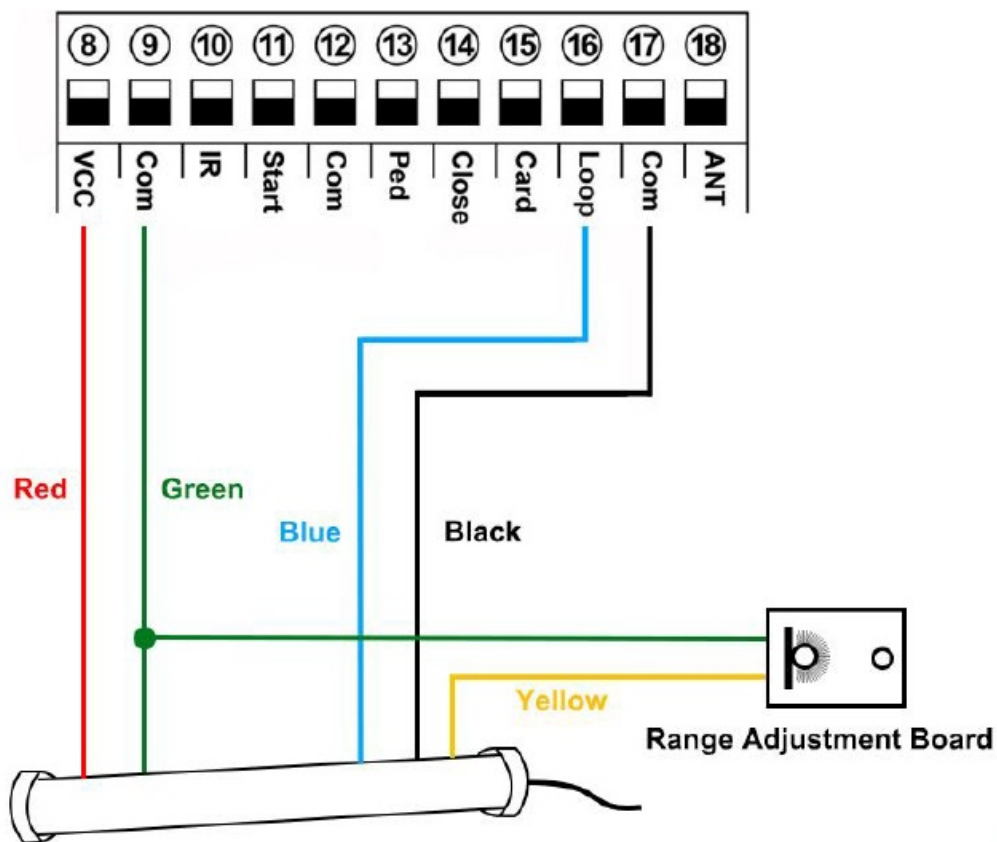 8 9 10 11 12 13 14 15 16 17 18
VCC Com IR Start Com Ped Close Card Loop Com ANT
Red Green
Blue Black
Yellow
Range Adjustment Board